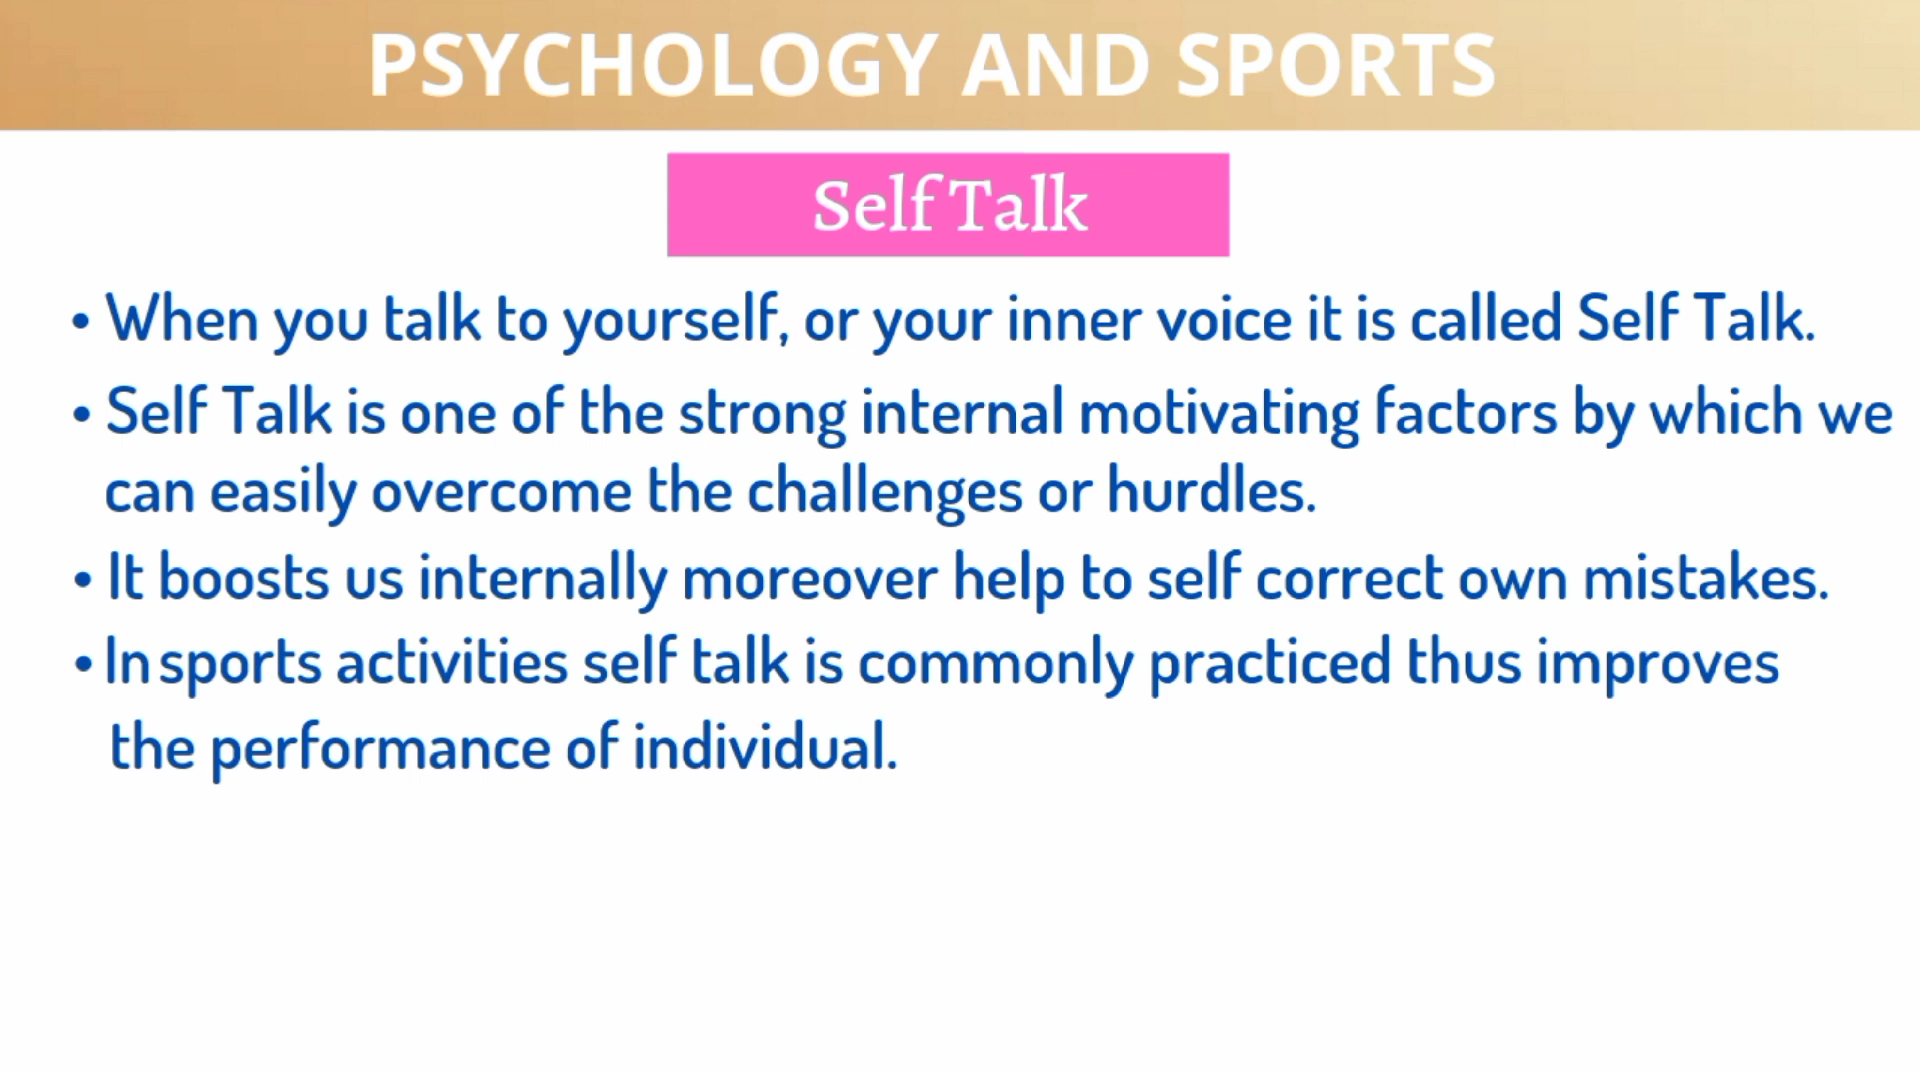 PSYCHOLOGY AND SPORTS
Self Talk
• When you talk to yourself, or your inner voice it is called Self Talk.
• Self Talk is one of the strong internal motivating factors by which we
can easily overcome the challenges or hurdles.
• It boosts us internally moreover help to self correct own mistakes.
• In sports activities self talk is commonly practiced thus improves
the performance of individual.